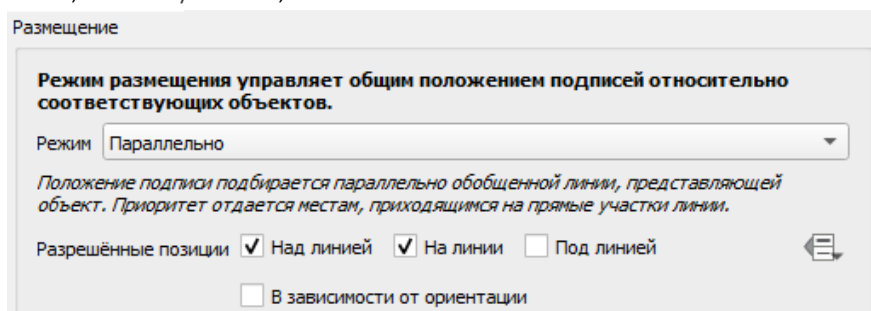 Размещение
Режим размещения управляет общим положением подписей относительно
соответствующих объектов.
Режим Параллельно
Положение подписи подбирается параллельно обобщенной линии, представляющей
объект. Приоритет отдается местам, приходящимся на прямые участки линии.
Разрешённые позиции Над линией На линии Под линией
В зависимости от ориентации